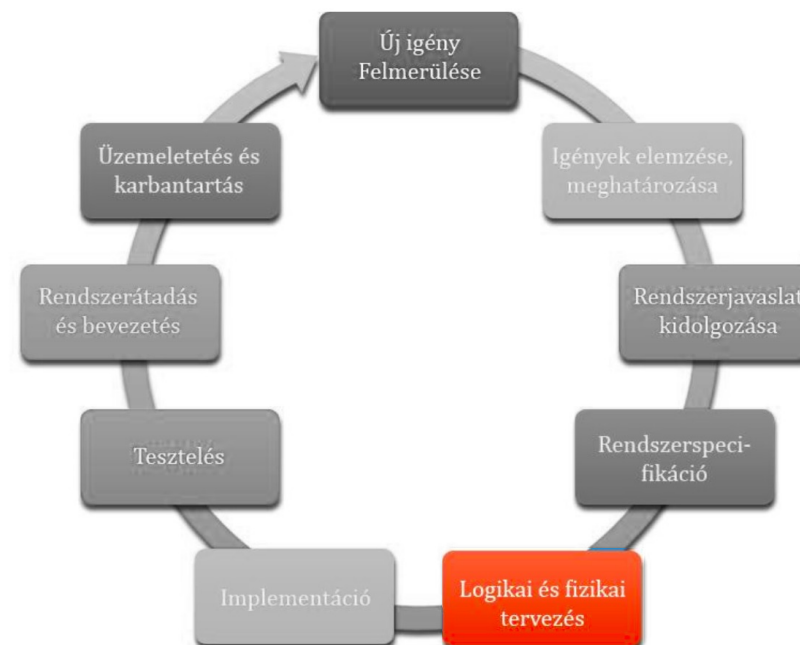 Új igény
Felmerülése
Igények elemzése,
meghatározása
Rendszerjavaslat
kidolgozása
Rendszerspeci-
fikáció
Logikai és fizikai
tervezés
Implementáció
Tesztelés
Rendszerátadás
és bevezetés
Üzemeletetés és
karbantartás